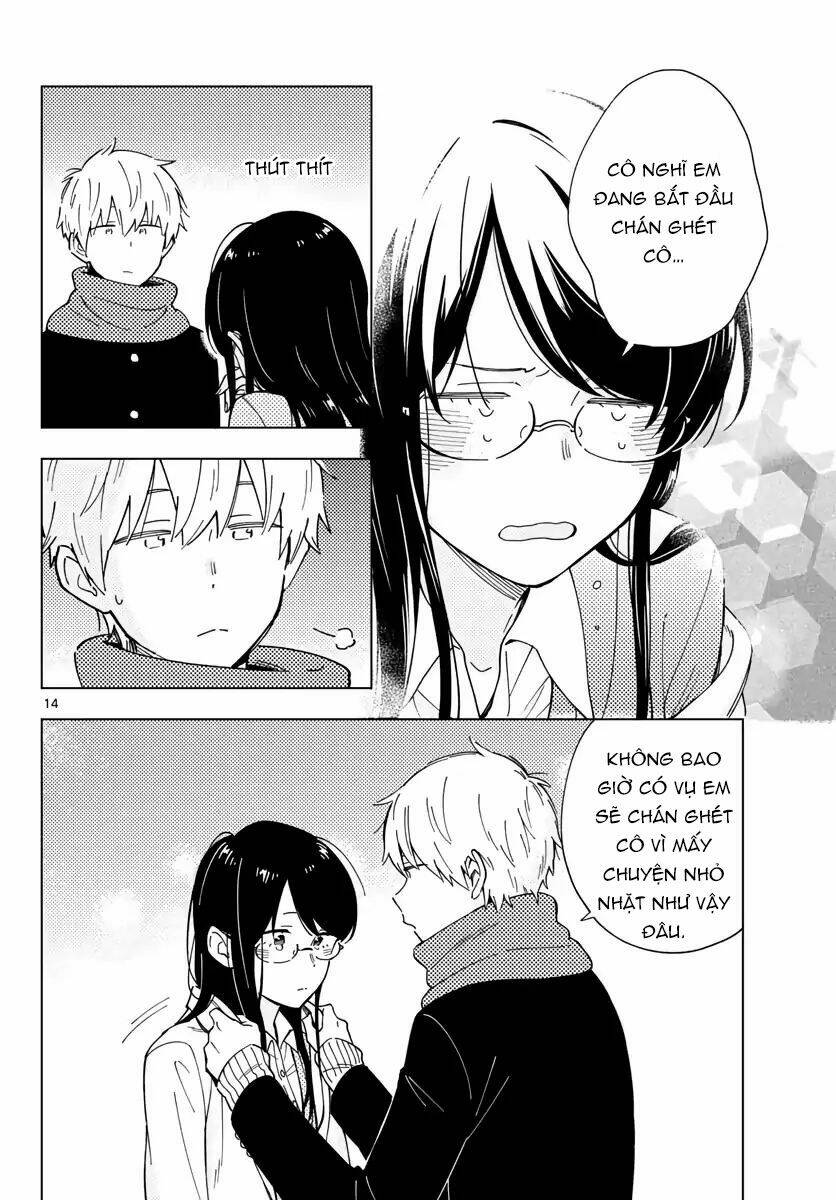 CÔ NGHĨ EM
ĐANG BẮT ĐẦU
CHÁN GHÉT
CÔ...
THÚT THÍT
14
KHÔNG BAO
GIỜ CÓ VỤ EM
SẼ CHÁN GHÉT
CÔ VÌ MẤY
CHUYỆN NHỎ
NHẶT NHƯ VẬY
ĐÂU.